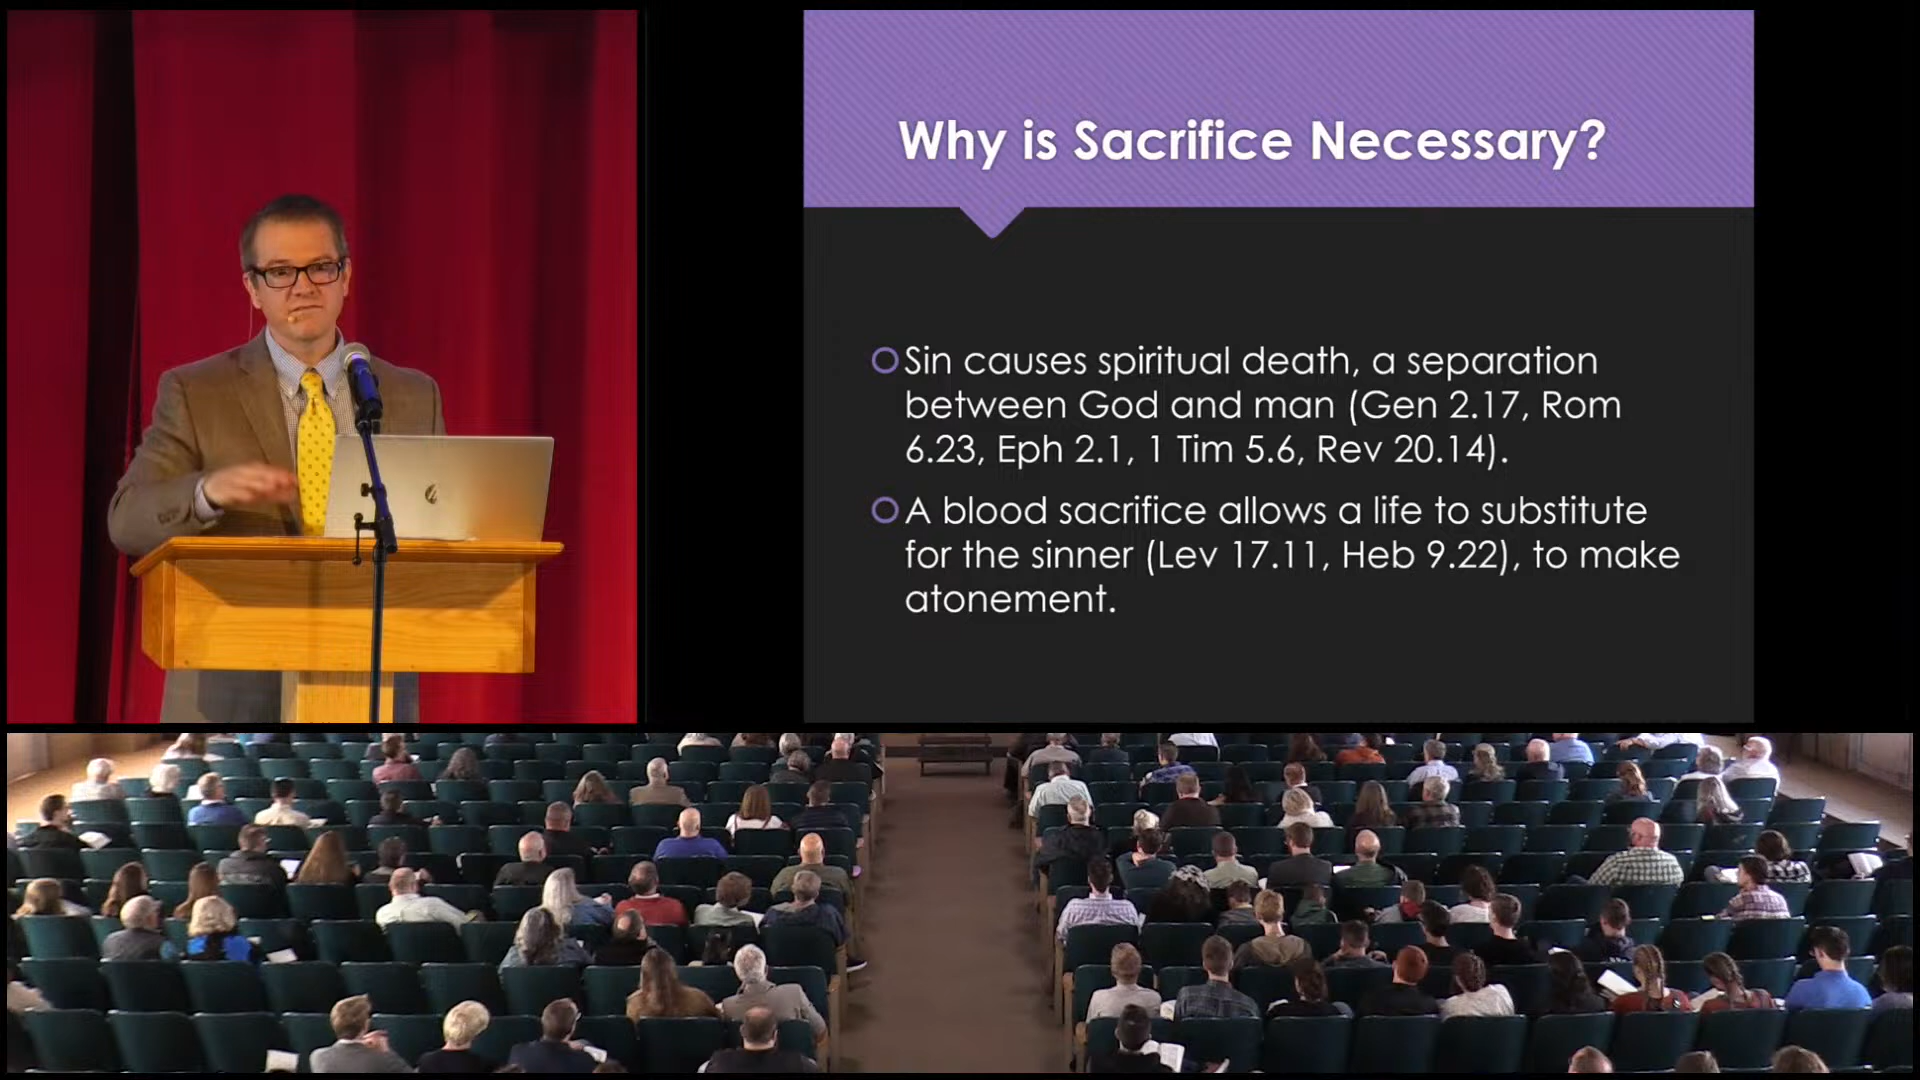 Why is Sacrifice Necessary?
Sin causes spiritual death, a separation
between God and man (Gen 2.17, Rom
6.23, Eph 2.1, 1 Tim 5.6, Rev 20.14).
A blood sacrifice allows a life to substitute
for the sinner (Lev 17.11, Heb 9.22), to make
atonement.